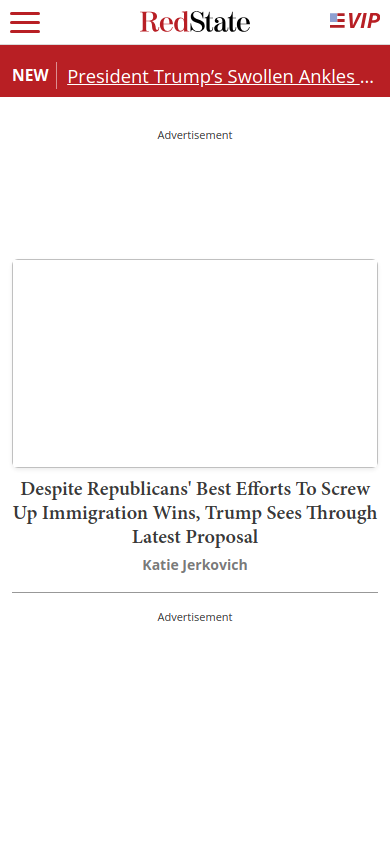 RedState
VIP
NEW
President Trump’s Swollen Ankles ...
Advertisement
Despite Republicans' Best Efforts To Screw
Up Immigration Wins, Trump Sees Through
Latest Proposal
Katie Jerkovich
Advertisement